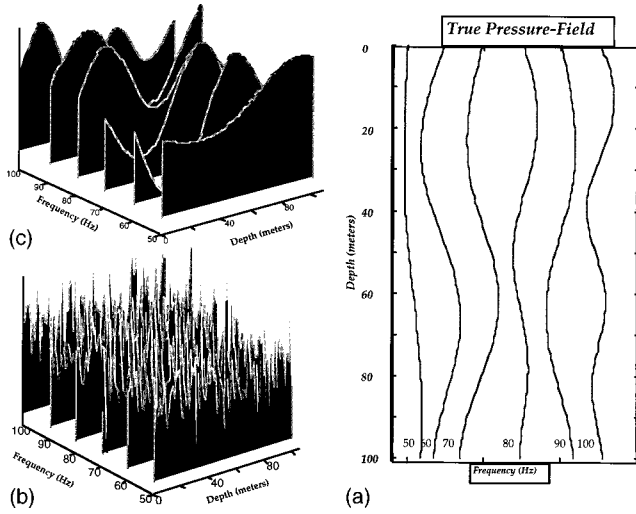 100
90
80
70
60
50
Frequency (Hz)
0
40
80
Depth (meters)
(c)
100
90
80
70
60
50
Frequency (Hz)
0
40
80
Depth (meters)
(b)
True Pressure-Field
0
20
40
60
80
100
Depth (meters)
50 60 70 80 90 100
Frequency (Hz)
(a)